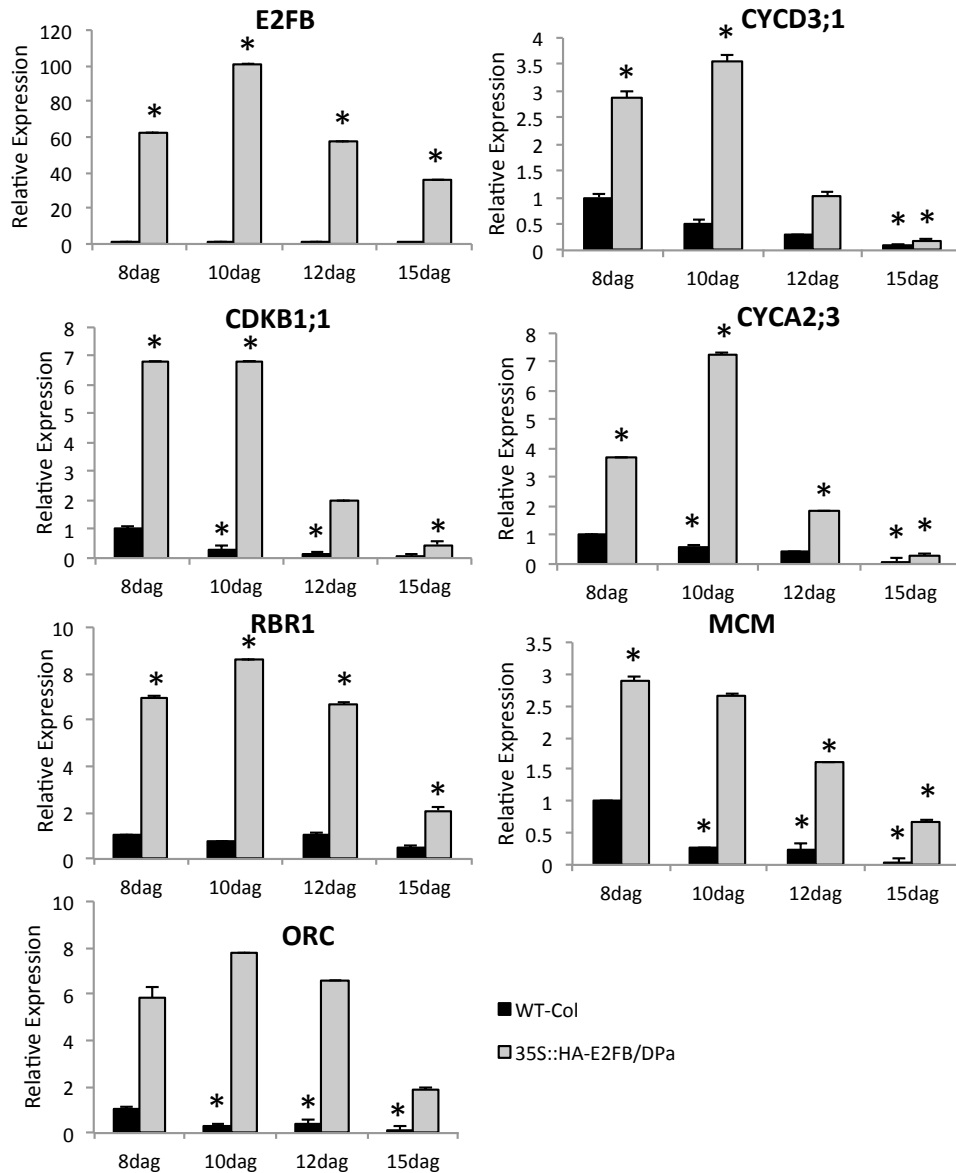 E2FB
Relative Expression
120
100
80
60
40
20
0
* * * *
8dag 10dag 12dag 15dag
CYCD3;1
Relative Expression
4
3.5
3
2.5
2
1.5
1
0.5
0
* * * *
8dag 10dag 12dag 15dag
CDKB1;1
Relative Expression
8
7
6
5
4
3
2
1
0
* * * * *
8dag 10dag 12dag 15dag
CYCA2;3
Relative Expression
8
7
6
5
4
3
2
1
0
* * * * * *
8dag 10dag 12dag 15dag
RBR1
Relative Expression
10
8
6
4
2
0
* * * *
8dag 10dag 12dag 15dag
MCM
Relative Expression
3.5
3
2.5
2
1.5
1
0.5
0
* * * * * *
8dag 10dag 12dag 15dag
ORC
Relative Expression
10
8
6
4
2
0
* * *
8dag 10dag 12dag 15dag
WT-Col
35S::HA-E2FB/DPa